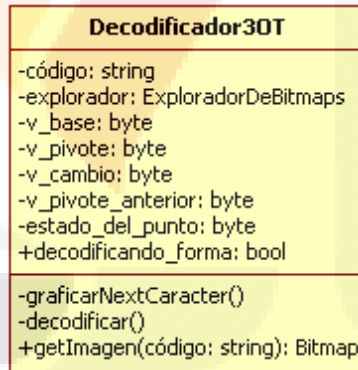 Decodificador3OT
-código: string
-explorador: ExploradorDeBitmaps
-v_base: byte
-v_pivote: byte
-v_cambio: byte
-v_pivote_anterior: byte
-estado_del_punto: byte
+decodificando_forma: bool
-graficarNextCaracter()
-decodificar()
+getImagen(código: string): Bitmap